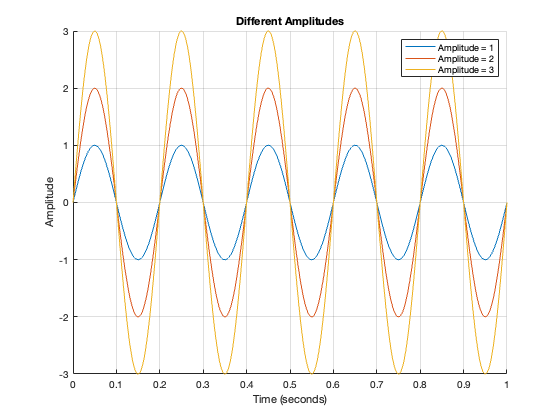 Different Amplitudes
Amplitude = 1
Amplitude = 2
Amplitude = 3
3
2
1
0
-1
-2
-3
Amplitude
0 0.1 0.2 0.3 0.4 0.5 0.6 0.7 0.8 0.9 1
Time (seconds)